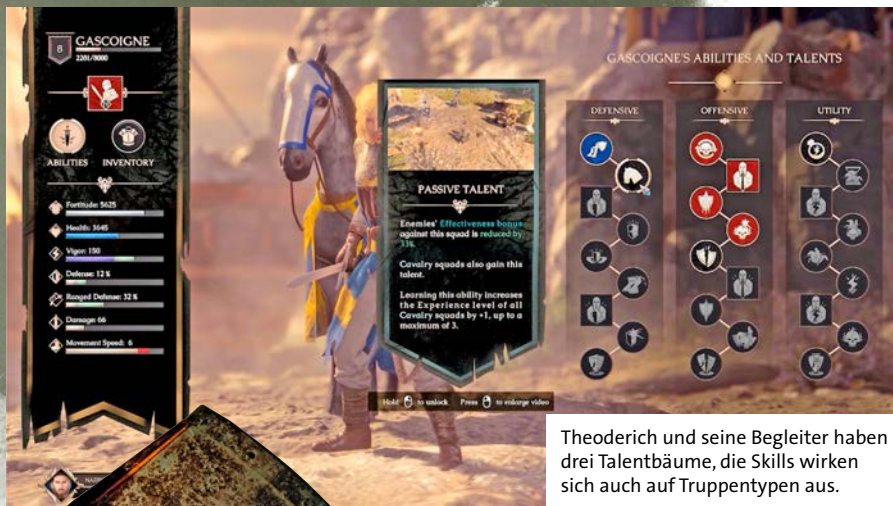 8
GASCOIGNE
2281/8000
ABILITIES
INVENTORY
Fortitude: 5625
Health: 3645
Vigor: 150
Defense: 12 %
Ranged Defense: 32 %
Damage: 66
Movement Speed: 6
PASSIVE TALENT
Enemies' Effectiveness bonus
against this squad is reduced by
33%.
Cavalry squads also gain this
talent.
Learning this ability increases
the Experience level of all
Cavalry squads by +1, up to a
maximum of 3.
Hold to unlock Press to enlarge video
GASCOIGNE'S ABILITIES AND TALENTS
DEFENSIVE
OFFENSIVE
UTILITY
Theoderich und seine Begleiter haben
drei Talentbäume, die Skills wirken
sich auch auf Truppentypen aus.